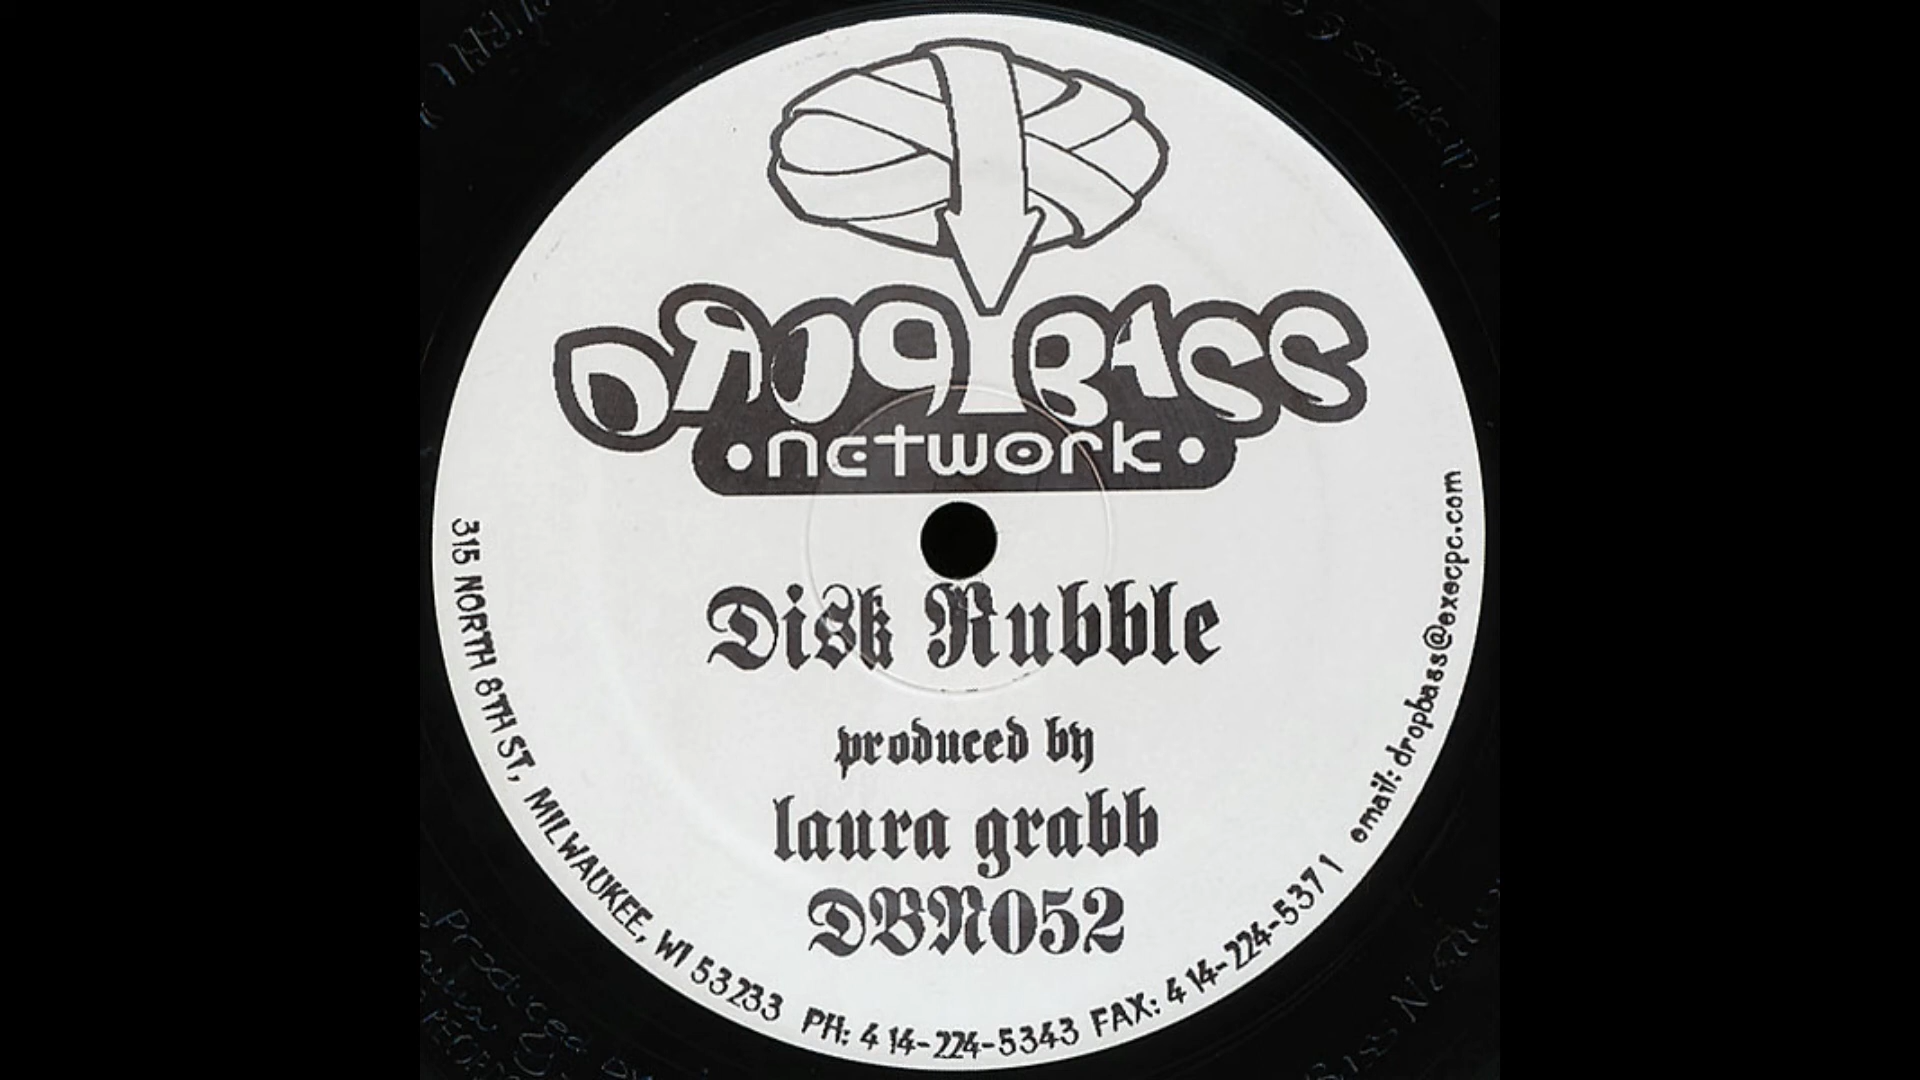 DROP BASS
•network•
Disk Rubble
produced by
laura grabb
DBN052
315 NORTH 8TH ST, MILWAUKEE, WI 53233 PH: 414-224-5343 FAX: 414-224-5371 email: dropbass@execpc.com